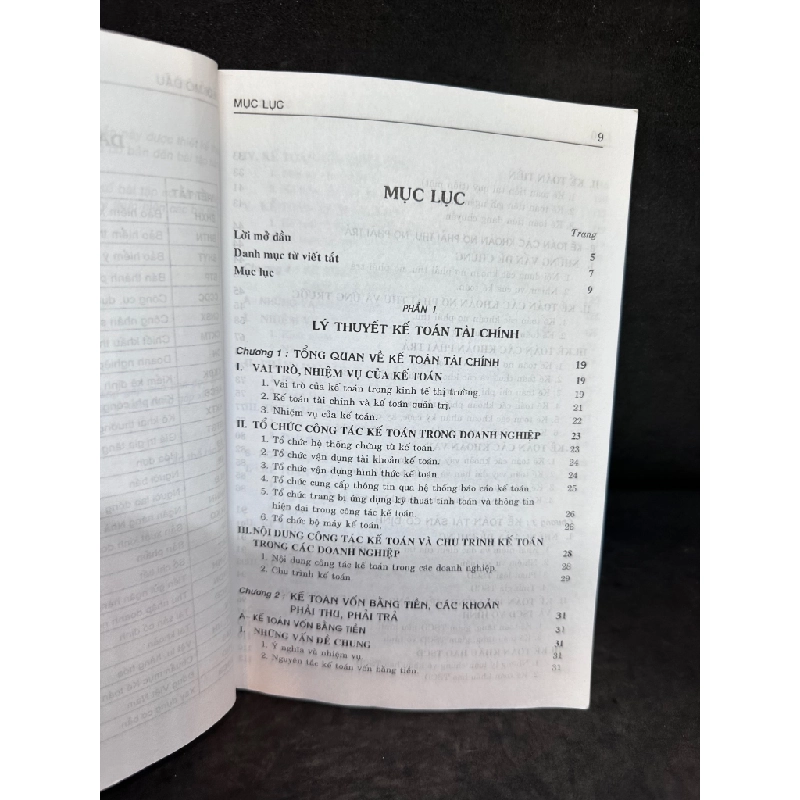 MỤC LỤC
9
MỤC LỤC
Trang
Lời mở đầu 5
Danh mục từ viết tắt 7
Mục lục 9
PHẦN 1
LÝ THUYẾT KẾ TOÁN TÀI CHÍNH
Chương 1 : TỔNG QUAN VỀ KẾ TOÁN TÀI CHÍNH 19
I. VAI TRÒ, NHIỆM VỤ CỦA KẾ TOÁN 19
1. Vai trò của kế toán trong kinh tế thị trường. 19
2. Kế toán tài chính và kế toán quản trị. 21
3. Nhiệm vụ của kế toán. 22
II. TỔ CHỨC CÔNG TÁC KẾ TOÁN TRONG DOANH NGHIỆP 23
1. Tổ chức hệ thống chứng từ kế toán. 23
2. Tổ chức vận dụng tài khoản kế toán. 24
3. Tổ chức vận dụng hình thức kế toán 24
4. Tổ chức cung cấp thông tin qua hệ thống báo cáo kế toán 25
5. Tổ chức trang bị ứng dụng kỹ thuật tính toán và thông tin
hiện đại trong công tác kế toán. 26
6. Tổ chức bộ máy kế toán. 26
III. NỘI DUNG CÔNG TÁC KẾ TOÁN VÀ CHU TRÌNH KẾ TOÁN
TRONG CÁC DOANH NGHIỆP 28
1. Nội dung công tác kế toán trong các doanh nghiệp 28
2. Chu trình kế toán 29
Chương 2 : KẾ TOÁN VỐN BẰNG TIỀN, CÁC KHOẢN
PHẢI THU, PHẢI TRẢ 31
A- KẾ TOÁN VỐN BẰNG TIỀN 31
I. NHỮNG VẤN ĐỀ CHUNG 31
1. Ý nghĩa và nhiệm vụ 31
2. Nguyên tắc kế toán vốn bằng tiền 31